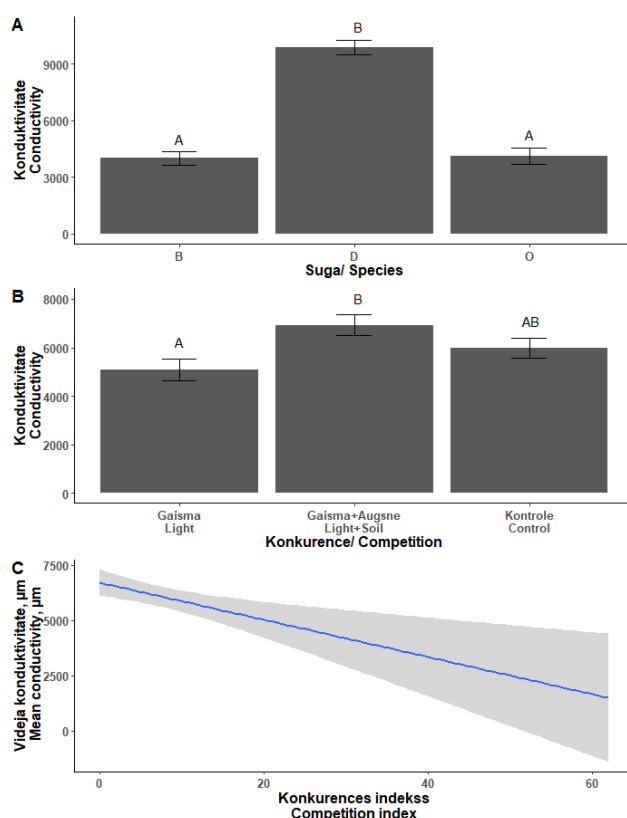 A
B
A
A
9000
6000
3000
0
Konduktivitate
Conductivity
B
D
O
Suga/ Species
B
B
A
AB
8000
6000
4000
2000
0
Konduktivitate
Conductivity
Gaisma
Light
Gaisma+Augsne
Light+Soil
Kontrole
Control
Konkurence/ Competition
C
7500
5000
2500
0
Videja konduktivitate, µm
Mean conductivity, µm
0
20
40
60
Konkurences indekss
Competition index